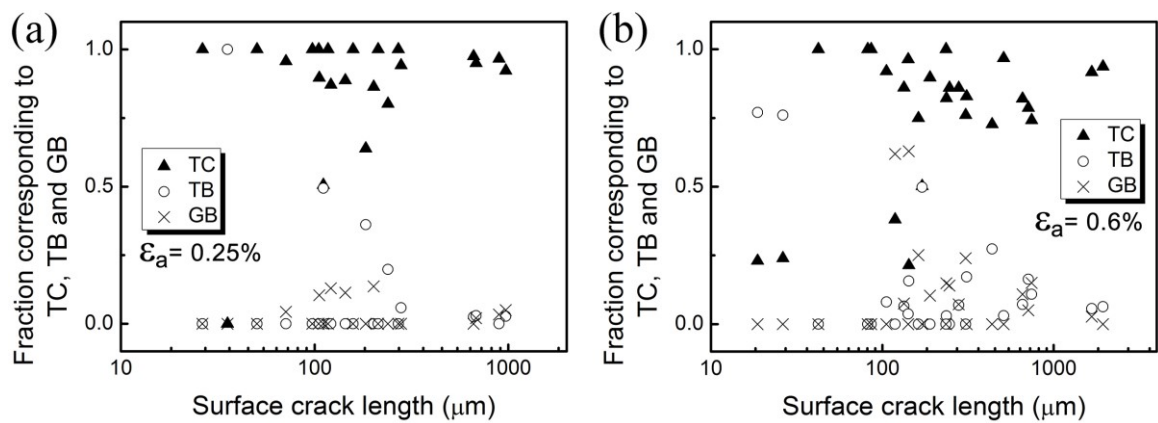 (a)
Fraction corresponding to
TC, TB and GB
1.0
0.5
0.0
TC
TB
GB
εa= 0.25%
10
100
1000
Surface crack length (μm)
(b)
Fraction corresponding to
TC, TB and GB
1.0
0.5
0.0
TC
TB
GB
εa= 0.6%
10
100
1000
Surface crack length (μm)